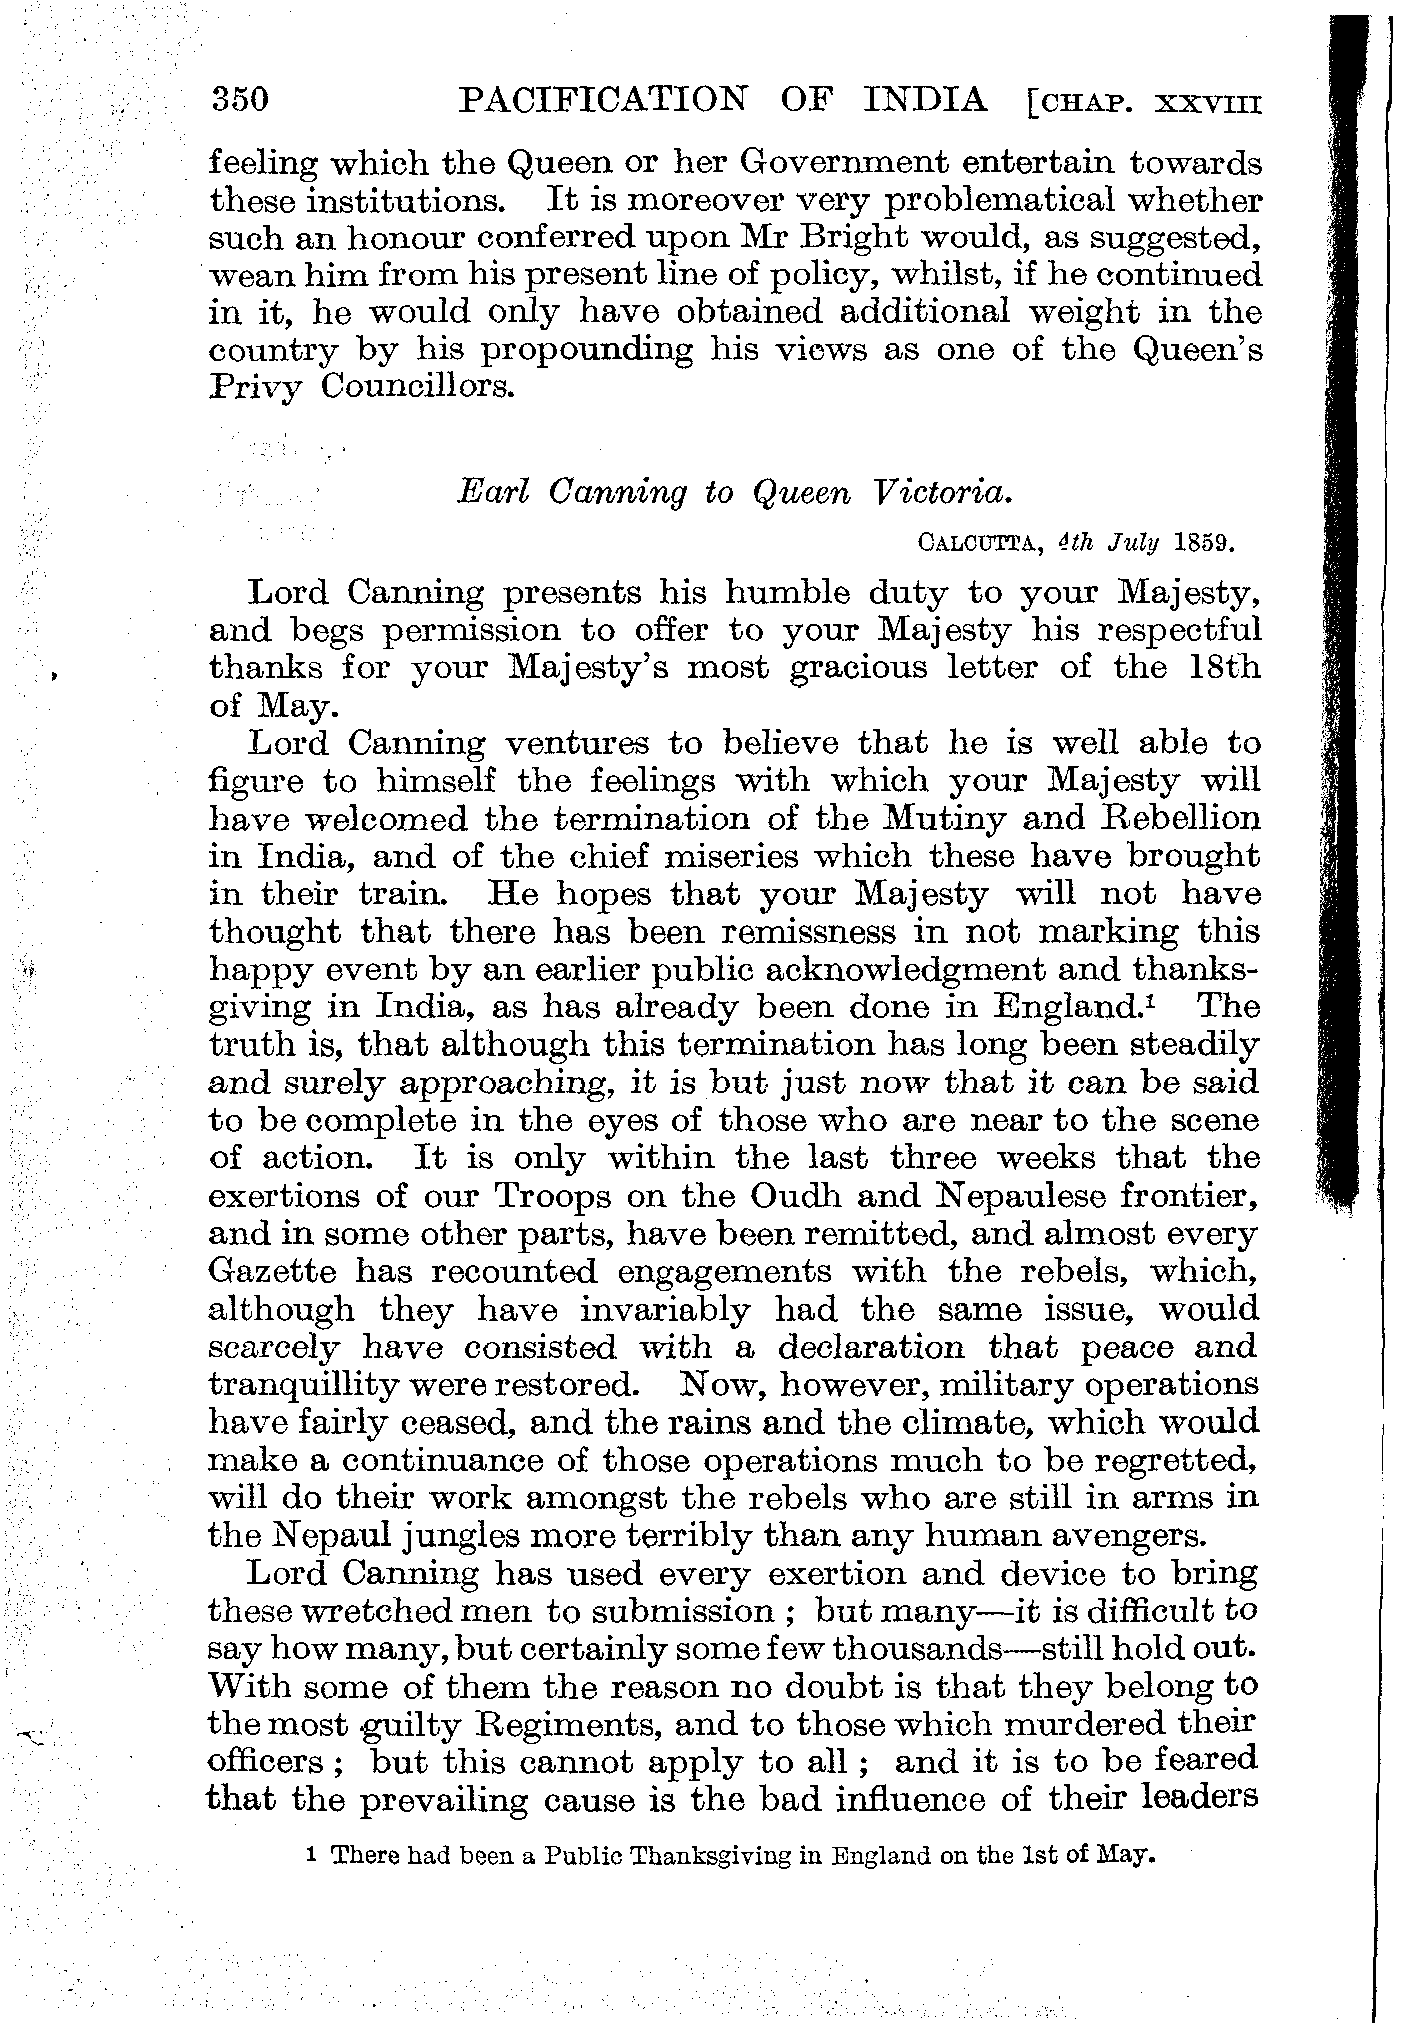 350 PACIFICATION OF INDIA [CHAP. XXVIII
feeling which the Queen or her Government entertain towards
these institutions. It is moreover very problematical whether
such an honour conferred upon Mr Bright would, as suggested,
wean him from his present line of policy, whilst, if he continued
in it, he would only have obtained additional weight in the
country by his propounding his views as one of the Queen's
Privy Councillors.
Earl Canning to Queen Victoria.
CALCUTTA, 4th July 1859.
Lord Canning presents his humble duty to your Majesty,
and begs permission to offer to your Majesty his respectful
thanks for your Majesty's most gracious letter of the 18th
of May.
Lord Canning ventures to believe that he is well able to
figure to himself the feelings with which your Majesty will
have welcomed the termination of the Mutiny and Rebellion
in India, and of the chief miseries which these have brought
in their train. He hopes that your Majesty will not have
thought that there has been remissness in not marking this
happy event by an earlier public acknowledgment and thanks-
giving in India, as has already been done in England.¹ The
truth is, that although this termination has long been steadily
and surely approaching, it is but just now that it can be said
to be complete in the eyes of those who are near to the scene
of action. It is only within the last three weeks that the
exertions of our Troops on the Oudh and Nepaulese frontier,
and in some other parts, have been remitted, and almost every
Gazette has recounted engagements with the rebels, which,
although they have invariably had the same issue, would
scarcely have consisted with a declaration that peace and
tranquillity were restored. Now, however, military operations
have fairly ceased, and the rains and the climate, which would
make a continuance of those operations much to be regretted,
will do their work amongst the rebels who are still in arms in
the Nepaul jungles more terribly than any human avengers.
Lord Canning has used every exertion and device to bring
these wretched men to submission ; but many—it is difficult to
say how many, but certainly some few thousands—still hold out.
With some of them the reason no doubt is that they belong to
the most guilty Regiments, and to those which murdered their
officers ; but this cannot apply to all ; and it is to be feared
that the prevailing cause is the bad influence of their leaders
1 There had been a Public Thanksgiving in England on the 1st of May.